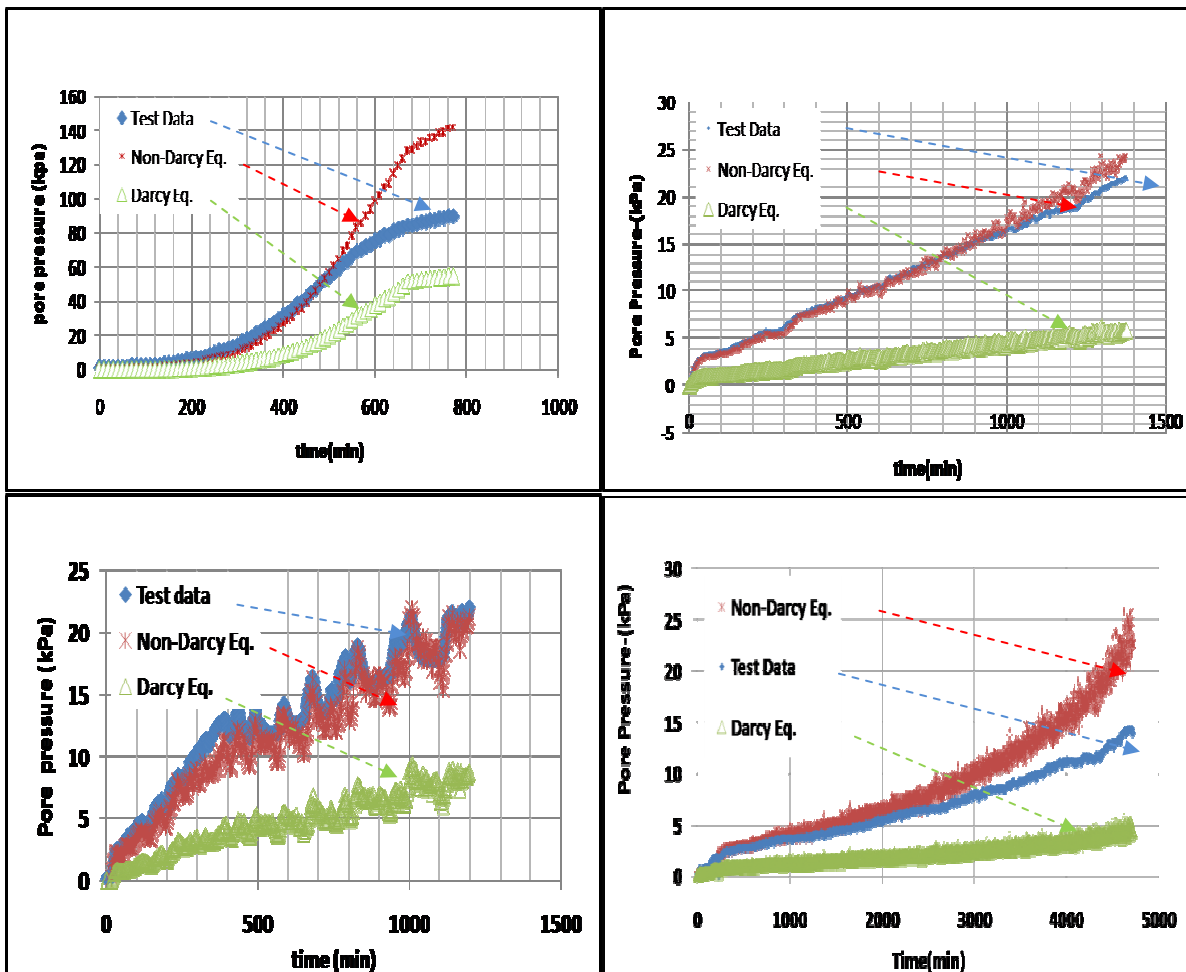 160
140
120
100
80
60
40
20
0
pore pressure (kpa)
Test Data
Non-Darcy Eq.
Darcy Eq.
0 200 400 600 800 1000
time(min)
30
25
20
15
10
5
0
-5
Pore Pressure-(kPa)
Test Data
Non-Darcy Eq.
Darcy Eq.
0 500 1000 1500
time(min)
25
20
15
10
5
0
Pore pressure (kPa)
Test data
Non-Darcy Eq.
Darcy Eq.
0 500 1000 1500
time (min)
30
25
20
15
10
5
0
Pore Pressure-(kPa)
Non-Darcy Eq.
Test Data
Darcy Eq.
0 1000 2000 3000 4000 5000
Time(min)